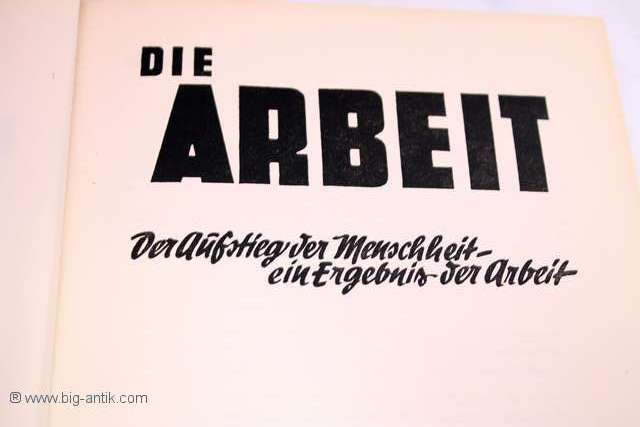 DIE
ARBEIT
Der Aufstieg der Menschheit-
ein Ergebnis der Arbeit
® www.big-antik.com